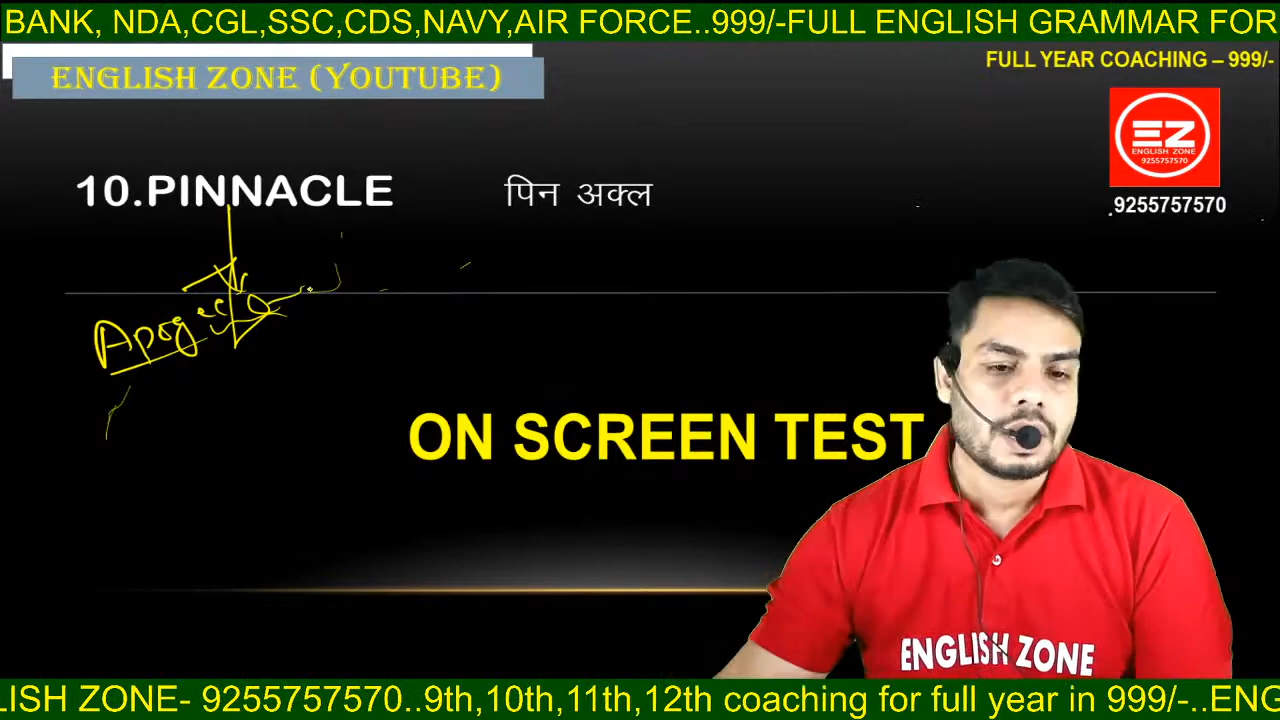 BANK, NDA,CGL,SSC,CDS,NAVY,AIR FORCE..999/-FULL ENGLISH GRAMMAR FOR
ENGLISH ZONE (YOUTUBE)
FULL YEAR COACHING – 999/-
EZ
ENGLISH ZONE
9255757570
10.PINNACLE पिन अक्ल
9255757570
ON SCREEN TEST
ENGLISH ZONE
LISH ZONE- 9255757570..9th,10th,11th,12th coaching for full year in 999/-..ENG